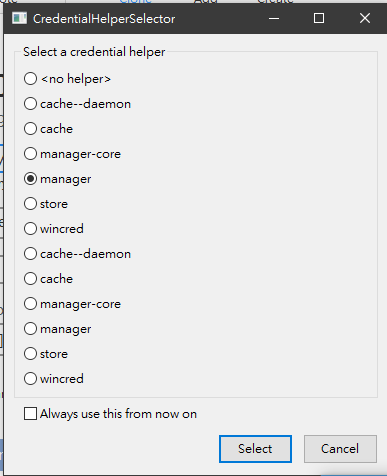 CredentialHelperSelector
Select a credential helper
<no helper>
cache--daemon
cache
manager-core
manager
store
wincred
cache--daemon
cache
manager-core
manager
store
wincred
Always use this from now on
Select
Cancel